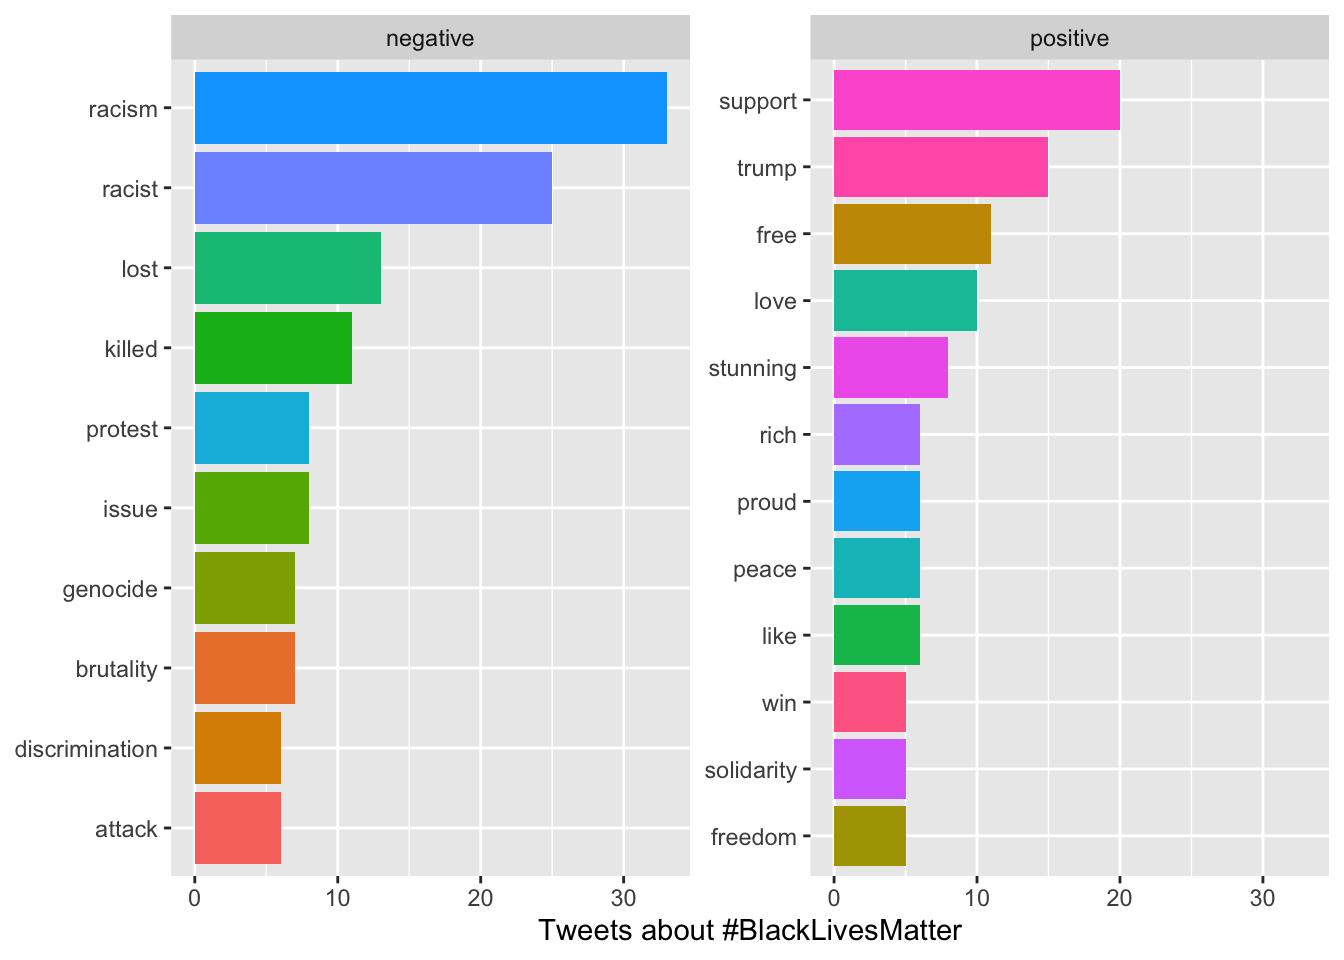 negative
racism
racist
lost
killed
protest
issue
genocide
brutality
discrimination
attack
0 10 20 30
positive
support
trump
free
love
stunning
rich
proud
peace
like
win
solidarity
freedom
0 10 20 30
Tweets about #BlackLivesMatter